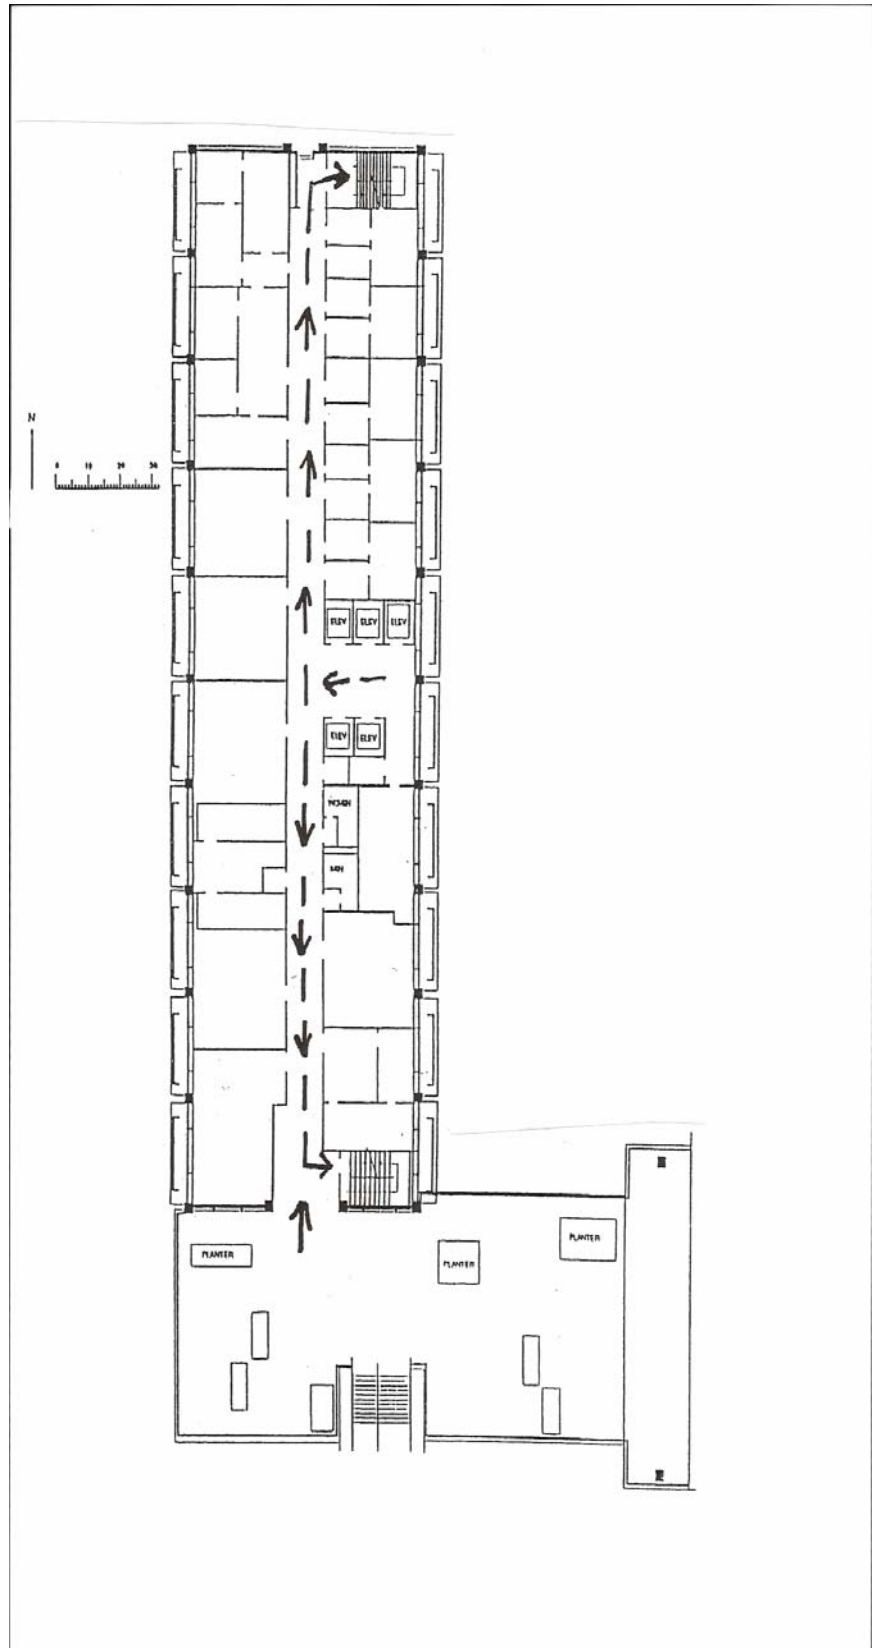 N
0 10 20 30
ELEV ELEV ELEV
ELEV ELEV
WOMEN
MEN
PLANTER
PLANTER
PLANTER